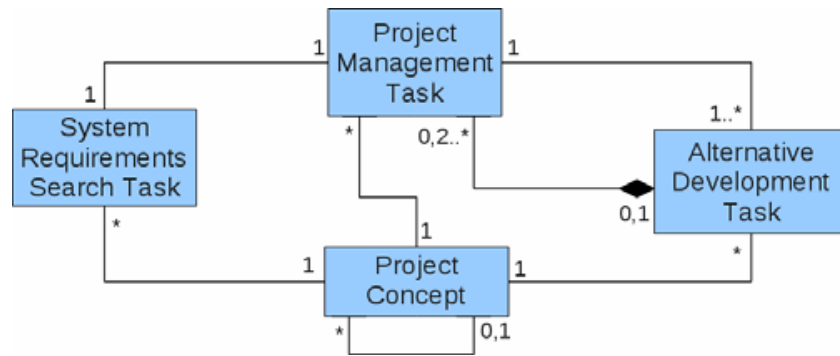 Project
Management
Task
1
1
1
1..*
System
Requirements
Search Task
*
0,2..*
Alternative
Development
Task
0,1
*
1
*
1
Project
Concept
1
*
0,1